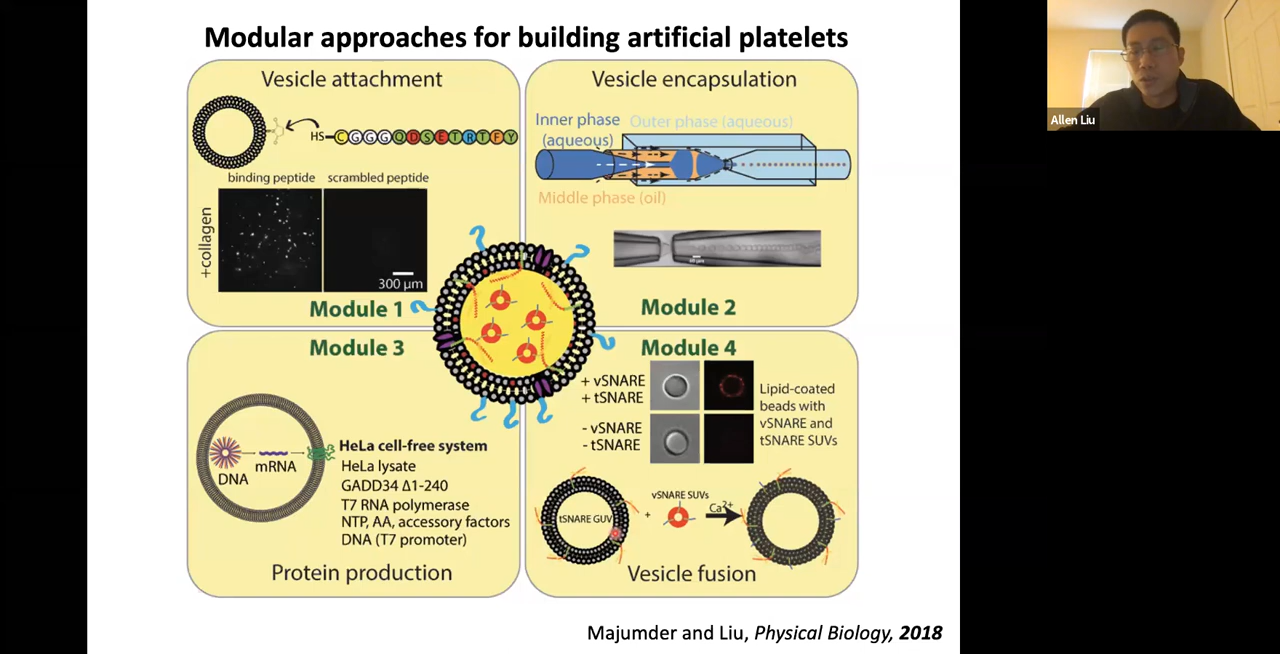 Modular approaches for building artificial platelets
Vesicle attachment
HS
C G G G Q D S E T R T F Y
binding peptide
scrambled peptide
+collagen
300 μm
Module 1
Vesicle encapsulation
Inner phase
(aqueous)
Outer phase (aqueous)
Middle phase (oil)
Module 2
Module 3
DNA
mRNA
HeLa cell-free system
HeLa lysate
GADD34 Δ1-240
T7 RNA polymerase
NTP, AA, accessory factors
DNA (T7 promoter)
Protein production
Module 4
+ vSNARE
+ tSNARE
- vSNARE
- tSNARE
Lipid-coated
beads with
vSNARE and
tSNARE SUVs
tSNARE GUV
+
vSNARE SUVs
Ca²⁺
Vesicle fusion
Majumder and Liu, Physical Biology, 2018
Allen Liu